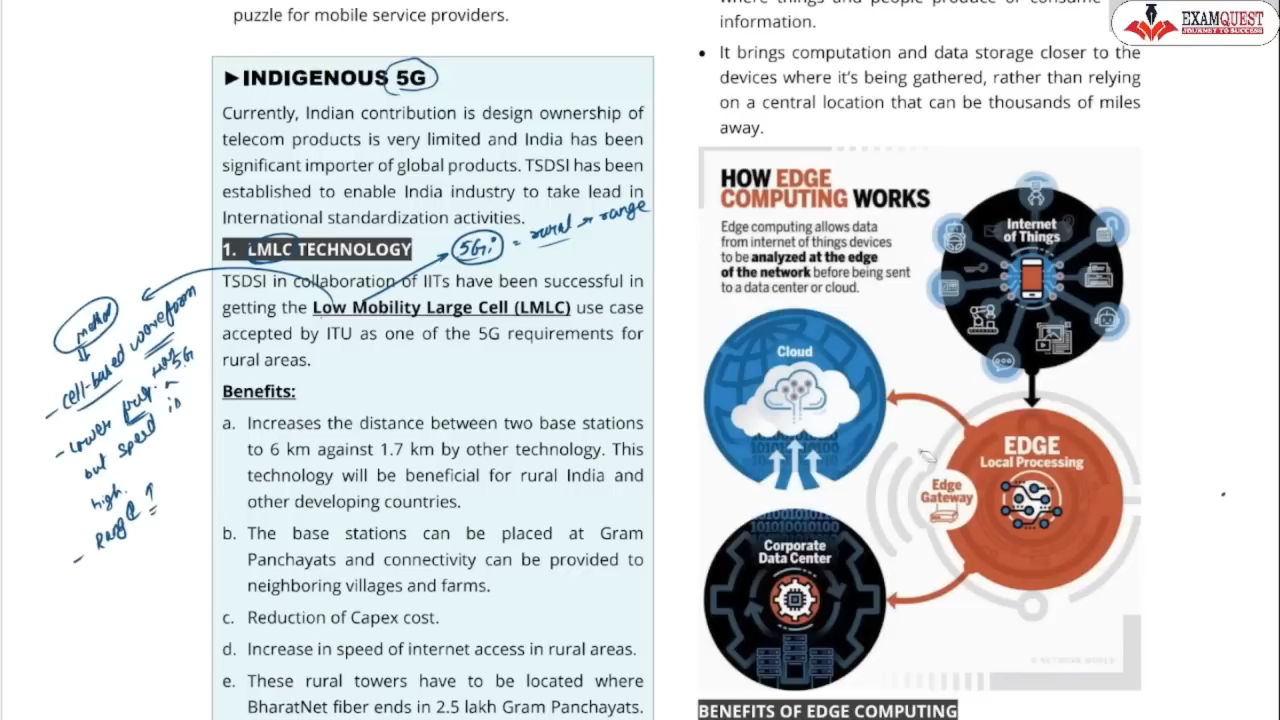 puzzle for mobile service providers.
►INDIGENOUS 5G
Currently, Indian contribution is design ownership of
telecom products is very limited and India has been
significant importer of global products. TSDSI has been
established to enable India industry to take lead in
International standardization activities.
1. LMLC TECHNOLOGY
5Gi = rural → range
TSDSI in collaboration of IITs have been successful in
getting the Low Mobility Large Cell (LMLC) use case
accepted by ITU as one of the 5G requirements for
rural areas.
Benefits:
a. Increases the distance between two base stations
to 6 km against 1.7 km by other technology. This
technology to be beneficial for rural India and
other developing countries.
b. The base stations can be placed at Gram
Panchayats and connectivity can be provided to
neighboring villages and farms.
c. Reduction of Capex cost.
d. Increase in speed of internet access in rural areas.
e. These rural towers have to be located where
BharatNet fiber ends in 2.5 lakh Gram Panchayats.
- cell-based waveform
- lower freq. than 5G
but speed is
high.
- Range ↑
information.
• It brings computation and data storage closer to the
devices where it's being gathered, rather than relying
on a central location that can be thousands of miles
away.
HOW EDGE
COMPUTING WORKS
Edge computing allows data
from internet of things devices
to be analyzed at the edge
of the network before being sent
to a data center or cloud.
Internet
of Things
Cloud
EDGE
Local Processing
Edge
Gateway
Corporate
Data Center
BENEFITS OF EDGE COMPUTING
EXAMQUEST
JOURNEY TO SUCCESS